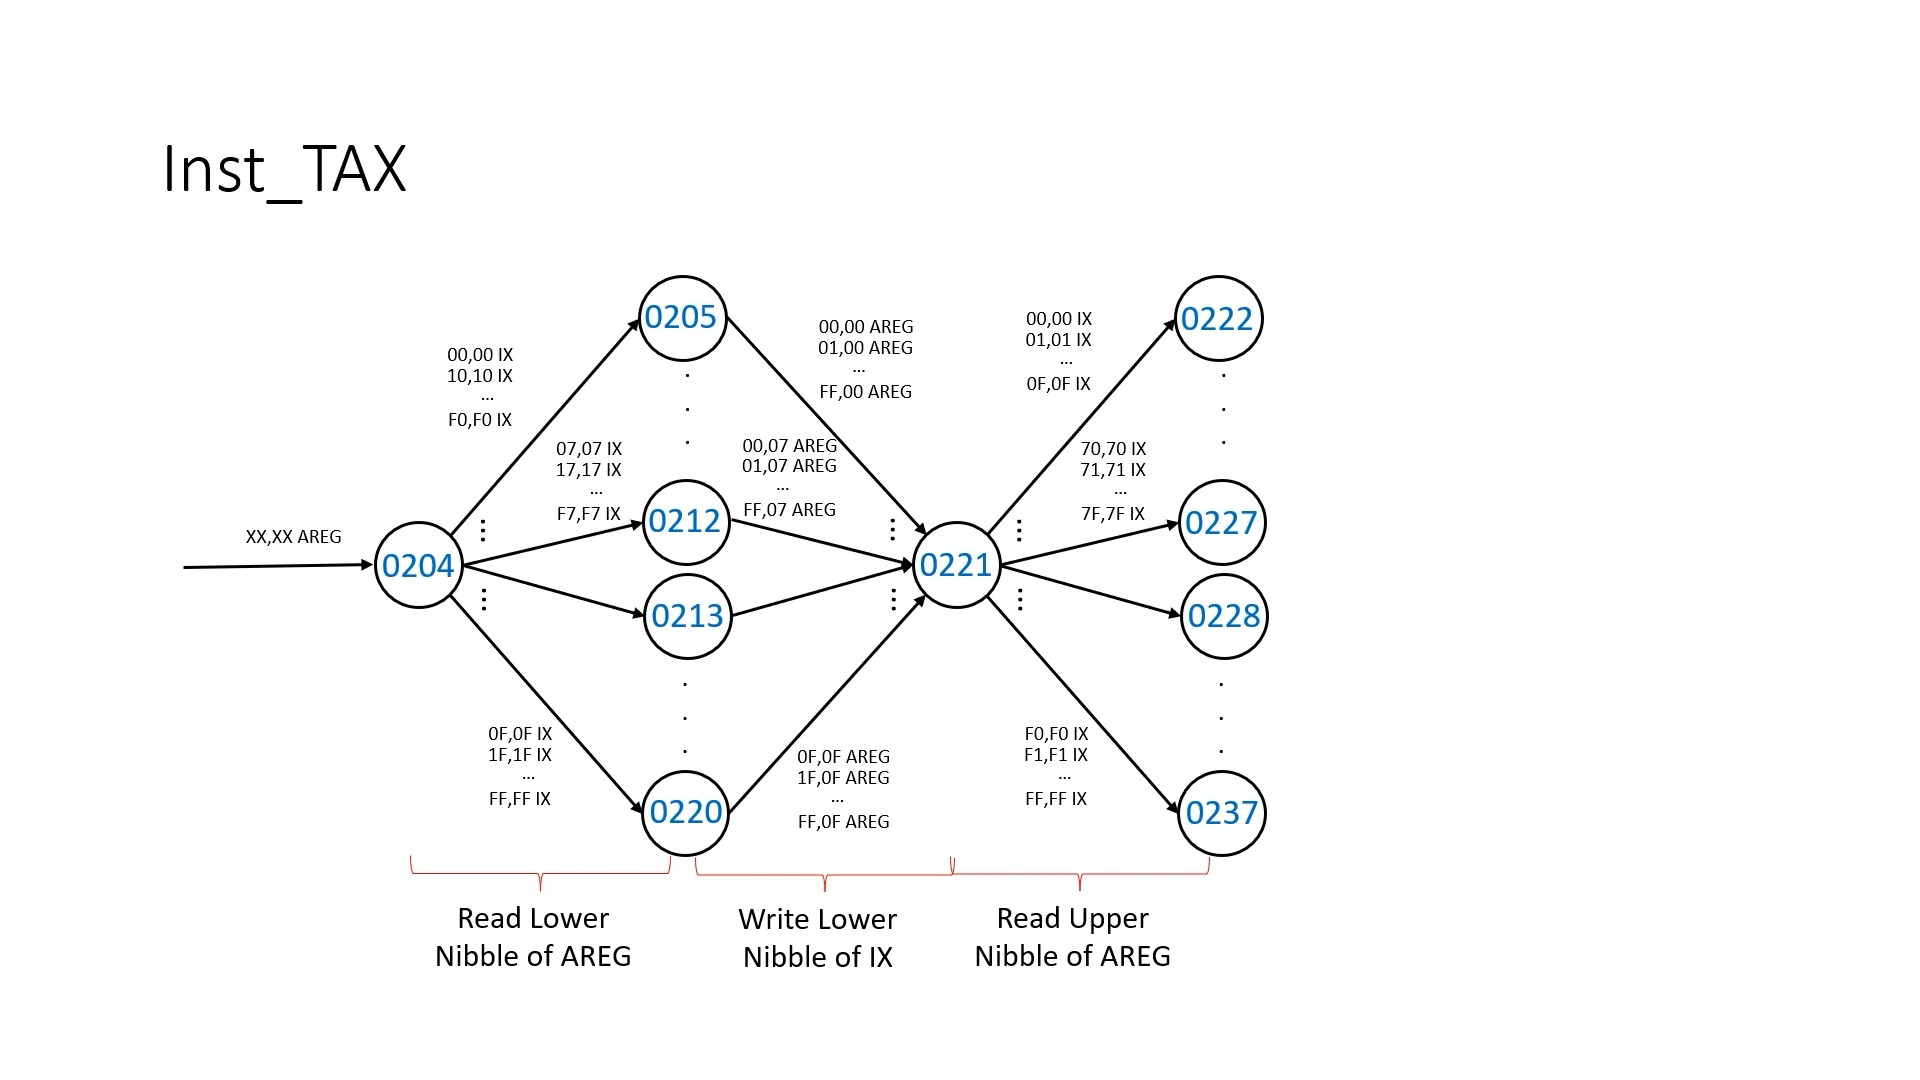 Inst_TAX
XX,XX AREG
0204
00,00 IX
10,10 IX
...
F0,F0 IX
07,07 IX
17,17 IX
...
F7,F7 IX
0F,0F IX
1F,1F IX
...
FF,FF IX
0205
0212
0213
0220
00,00 AREG
01,00 AREG
...
FF,00 AREG
00,07 AREG
01,07 AREG
...
FF,07 AREG
0F,0F AREG
1F,0F AREG
...
FF,0F AREG
0221
00,00 IX
01,01 IX
...
0F,0F IX
70,70 IX
71,71 IX
...
7F,7F IX
F0,F0 IX
F1,F1 IX
...
FF,FF IX
0222
0227
0228
0237
Read Lower
Nibble of AREG
Write Lower
Nibble of IX
Read Upper
Nibble of AREG